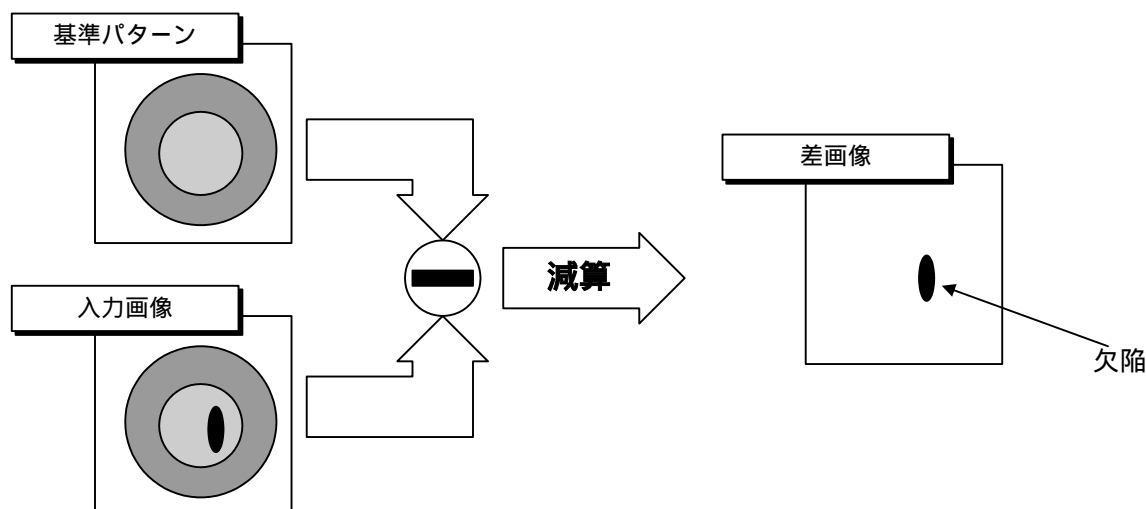 基準パターン
差画像
減算
入力画像
欠陥